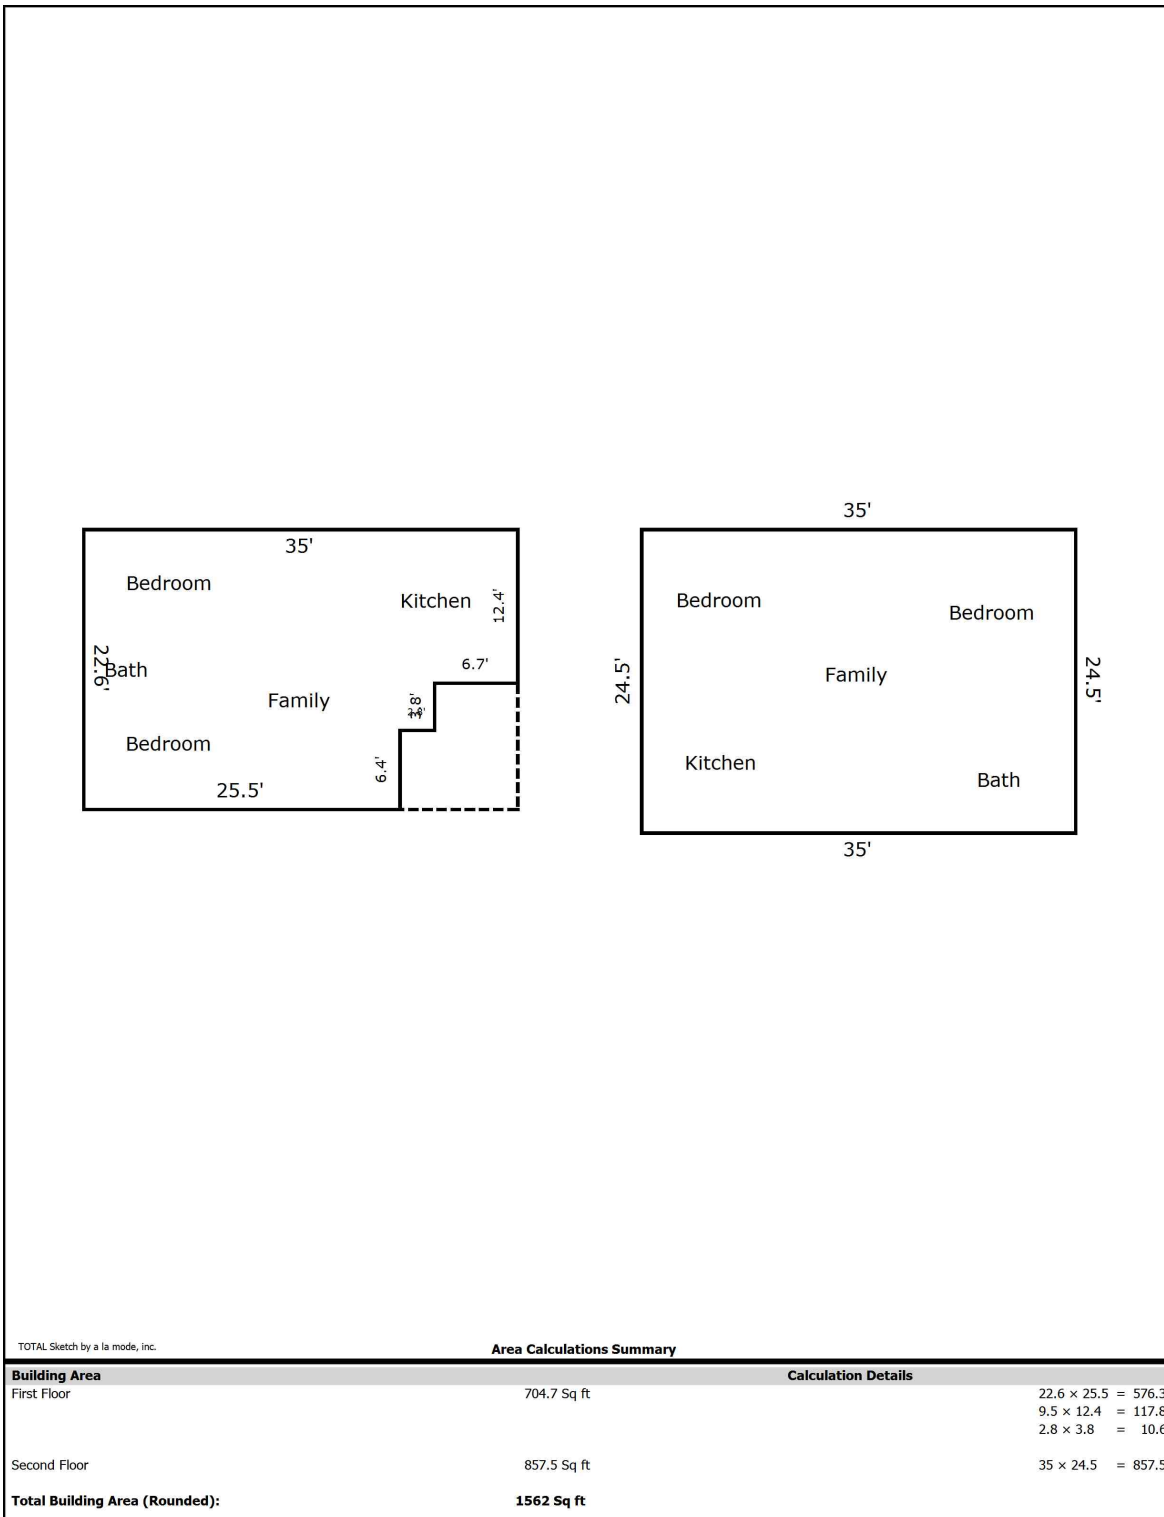 35'
35'
Bedroom
Kitchen
12.4'
Bedroom
Bedroom
22.6'
Bath
6.7'
24.5'
Family
24.5'
Family
3.8'
2.8'
Bedroom
6.4'
Kitchen
25.5'
Bath
35'
TOTAL Sketch by a la mode, inc.
Area Calculations Summary
Building Area Calculation Details
First Floor 704.7 Sq ft 22.6 × 25.5 = 576.3
9.5 × 12.4 = 117.8
2.8 × 3.8 = 10.6
Second Floor 857.5 Sq ft 35 × 24.5 = 857.5
Total Building Area (Rounded): 1562 Sq ft